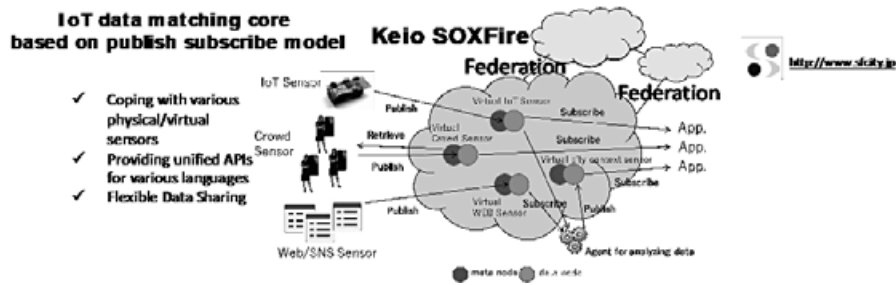 IoT data matching core
based on publish subscribe model
Keio SOXFire
Federation
Federation
http://www.sfcity.jp
✓ Coping with various
physical/virtual
sensors
✓ Providing unified APIs
for various languages
✓ Flexible Data Sharing
IoT Sensor
Publish
Virtual IoT Sensor
Subscribe
App.
Crowd
Sensor
Retrieve
Publish
Virtual
Crowd Sensor
Subscribe
App.
Virtual city context sensor
Subscribe
App.
Publish
Virtual
WEB Sensor
Subscribe
Publish
Web/SNS Sensor
Agent for analyzing data
meta node
data node